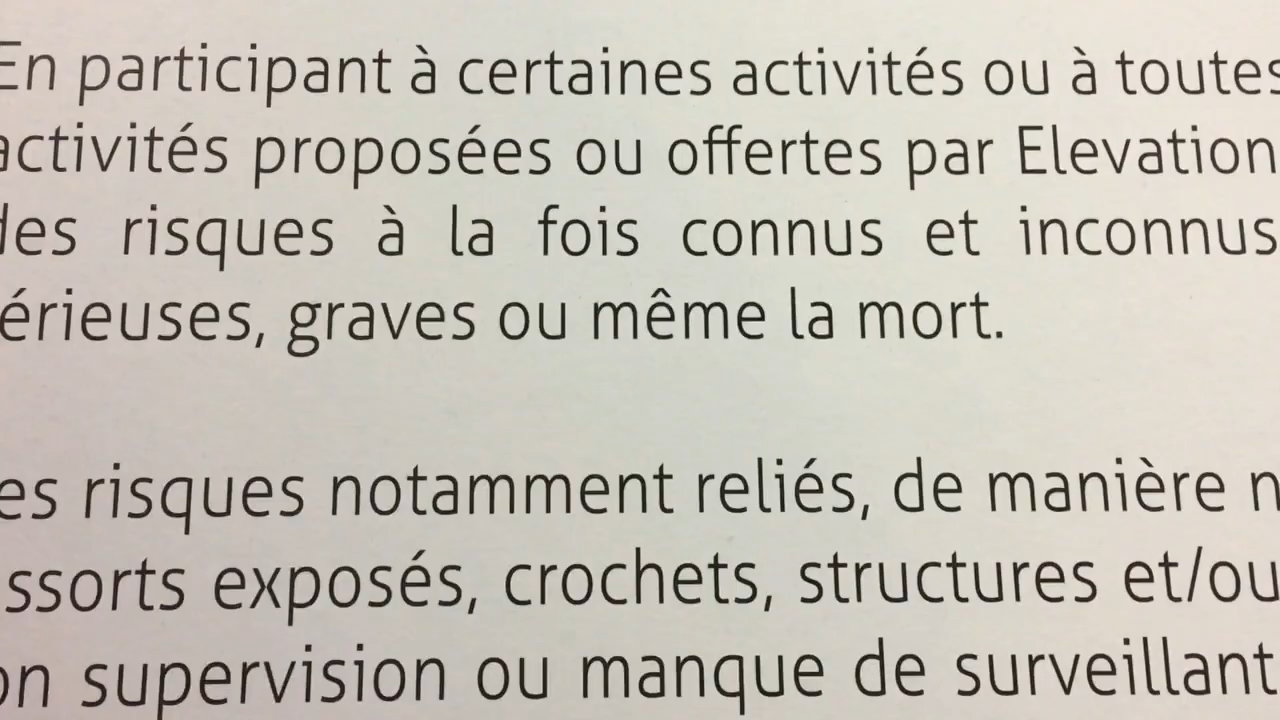 En participant à certaines activités ou à toutes
activités proposées ou offertes par Elevation
des risques à la fois connus et inconnus
érieuses, graves ou même la mort.
es risques notamment reliés, de manière n
ssorts exposés, crochets, structures et/ou
on supervision ou manque de surveillant